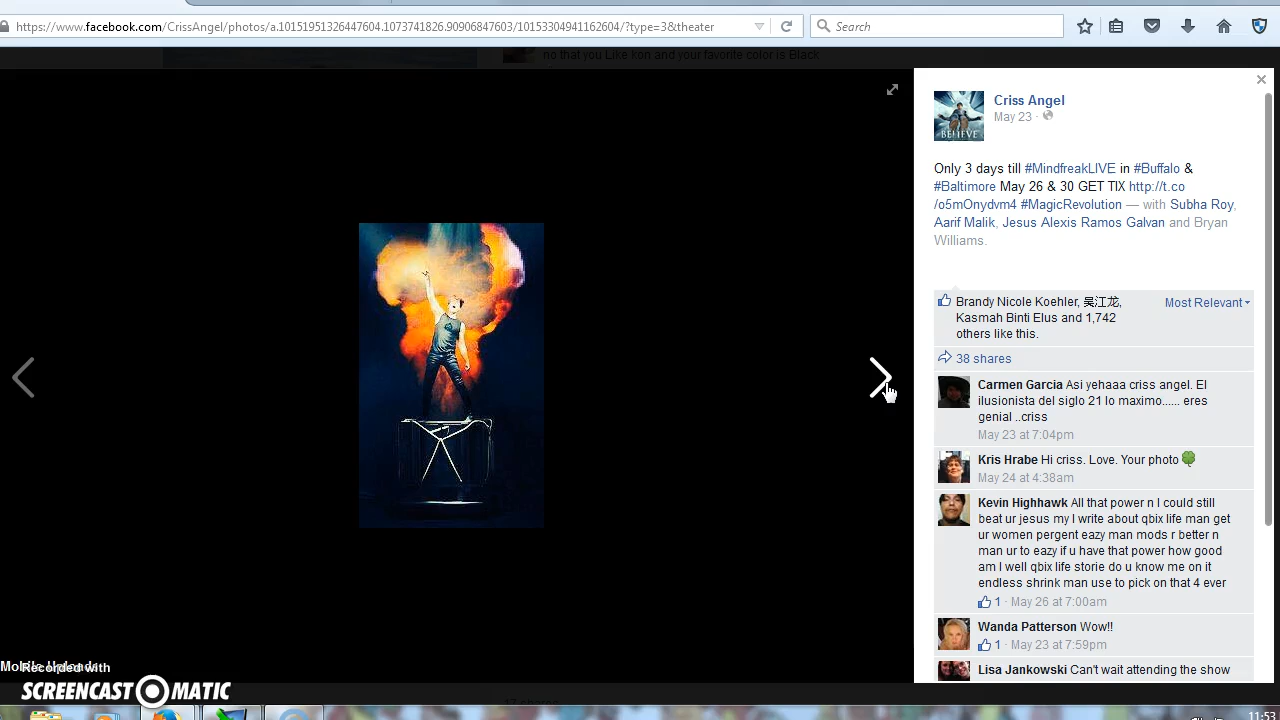 https://www.facebook.com/CrissAngel/photos/a.10151951326447604.1073741826.90906847603/10153304941162604/?type=3&theater
Search
no that you Like kon and your favorite color is Black
Criss Angel
May 23 ·
BELIEVE
Only 3 days till #MindfreakLIVE in #Buffalo &
#Baltimore May 26 & 30 GET TIX http://t.co
/o5mOnydvm4 #MagicRevolution — with Subha Roy,
Aarif Malik, Jesus Alexis Ramos Galvan and Bryan
Williams.
Brandy Nicole Koehler, 吴江龙, Most Relevant
Kasmah Binti Elus and 1,742
others like this.
38 shares
Carmen Garcia Asi yehaaa criss angel. El
ilusionista del siglo 21 lo maximo...... eres
genial ..criss
May 23 at 7:04pm
Kris Hrabe Hi criss. Love. Your photo
May 24 at 4:38am
Kevin Highhawk All that power n I could still
beat ur jesus my I write about qbix life man get
ur women pergent eazy man mods r better n
man ur to eazy if u have that power how good
am I well qbix life storie do u know me on it
endless shrink man use to pick on that 4 ever
1 · May 26 at 7:00am
Wanda Patterson Wow!!
1 · May 23 at 7:59pm
Lisa Jankowski Can't wait attending the show
Mobile Uploads
Recorded with
SCREENCAST MATIC
17 shares
11:53